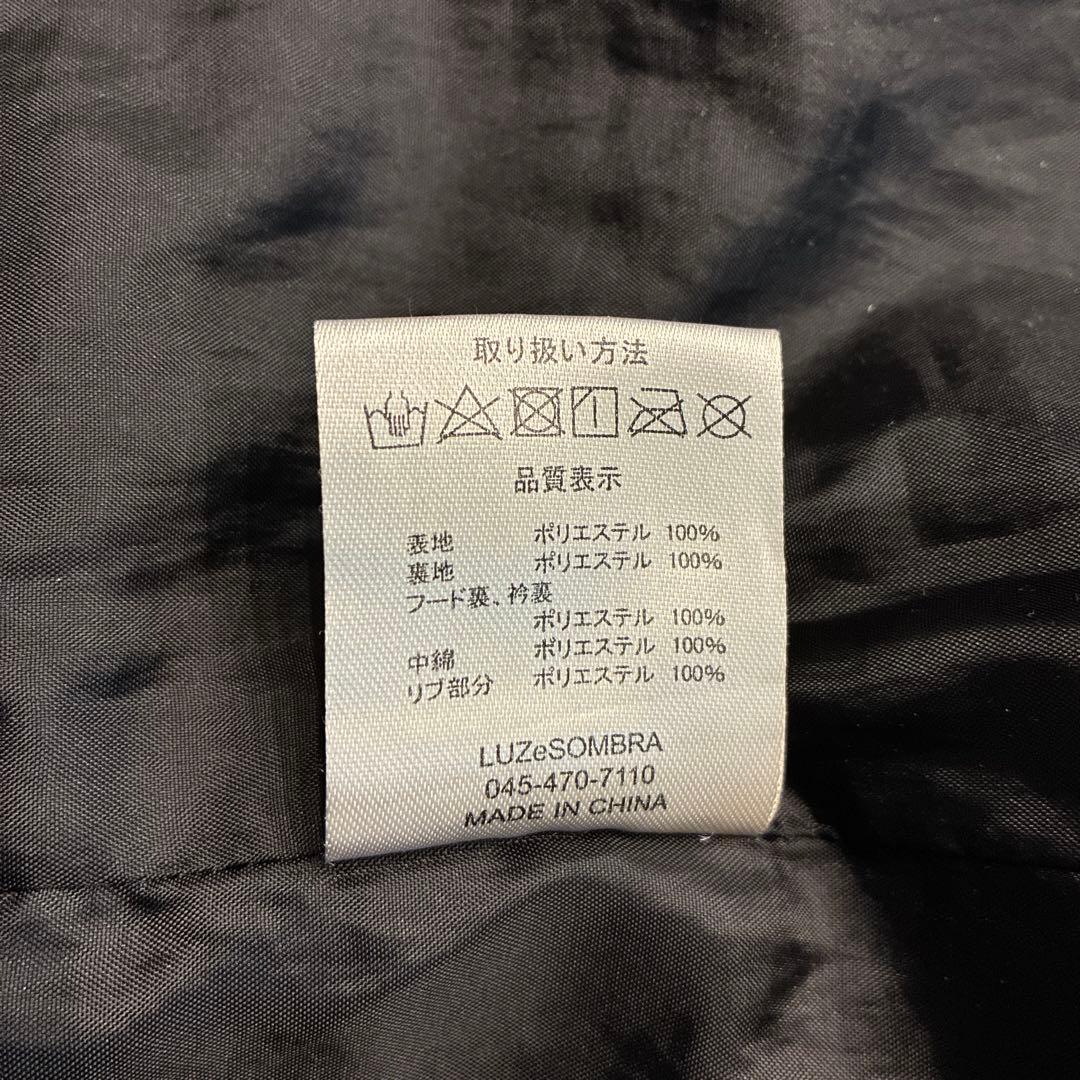 取り扱い方法
品質表示
表地 ポリエステル 100%
裏地 ポリエステル 100%
フード裏、衿裏
ポリエステル 100%
中綿 ポリエステル 100%
リブ部分 ポリエステル 100%
LUZeSOMBRA
045-470-7110
MADE IN CHINA